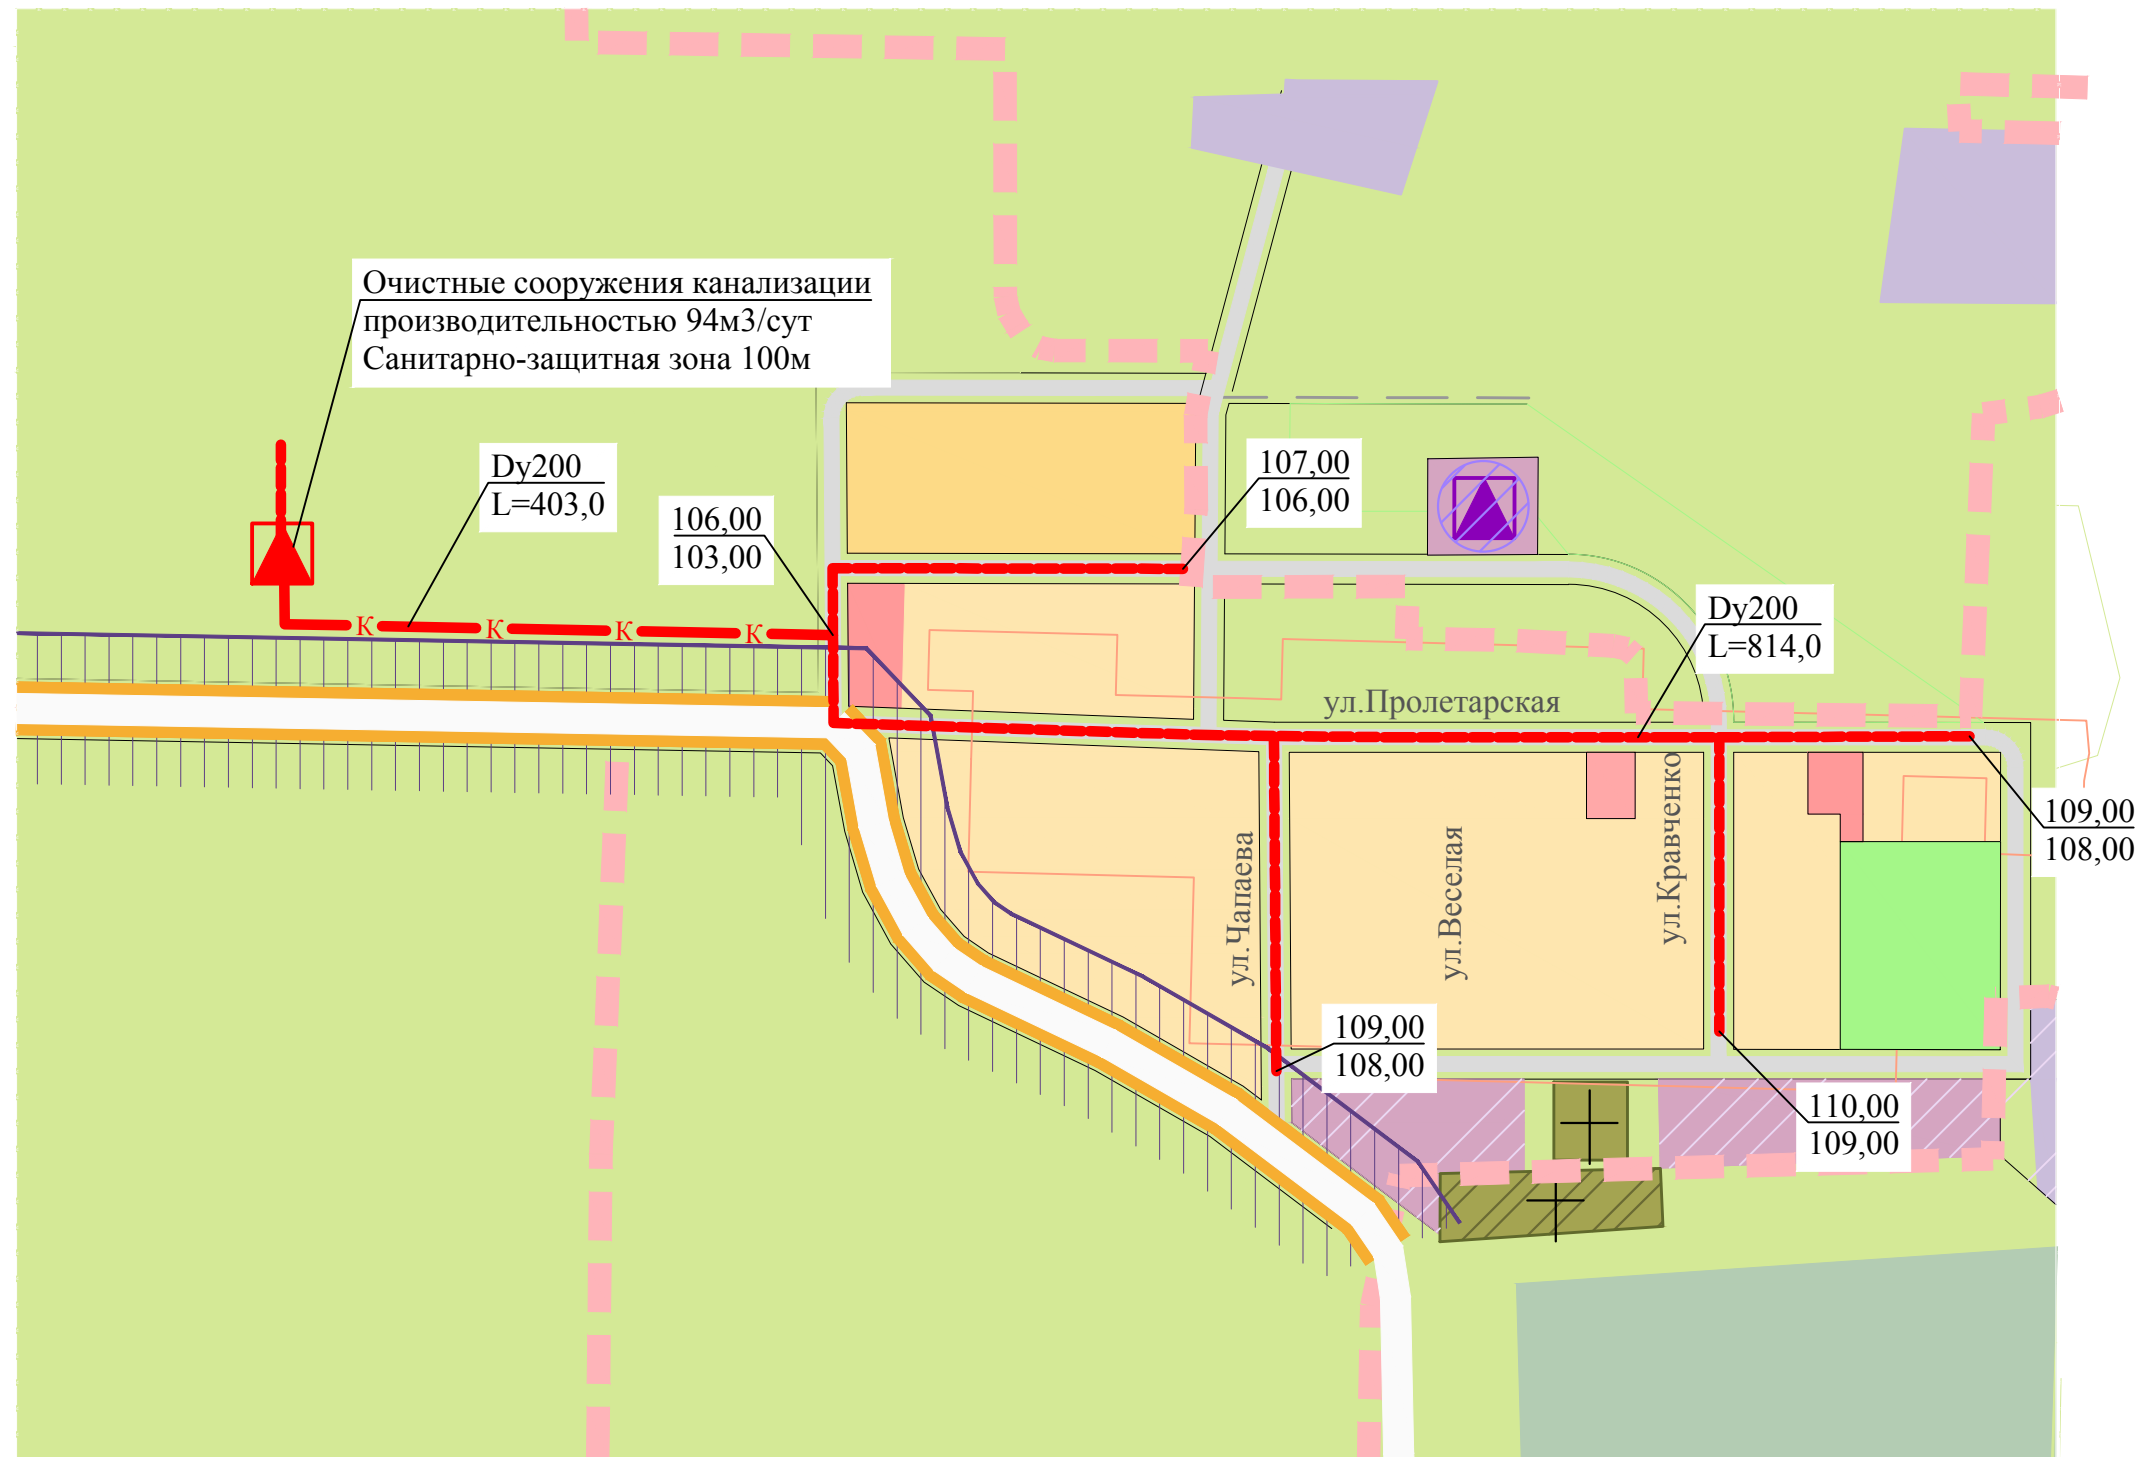 Очистные сооружения канализации
производительностью 94м3/сут
Санитарно-защитная зона 100м
Dy200
L=403,0
106,00
103,00
107,00
106,00
К
К
К
К
Dy200
L=814,0
ул.Пролетарская
109,00
108,00
ул.Чапаева
ул.Веселая
ул.Кравченко
109,00
108,00
110,00
109,00